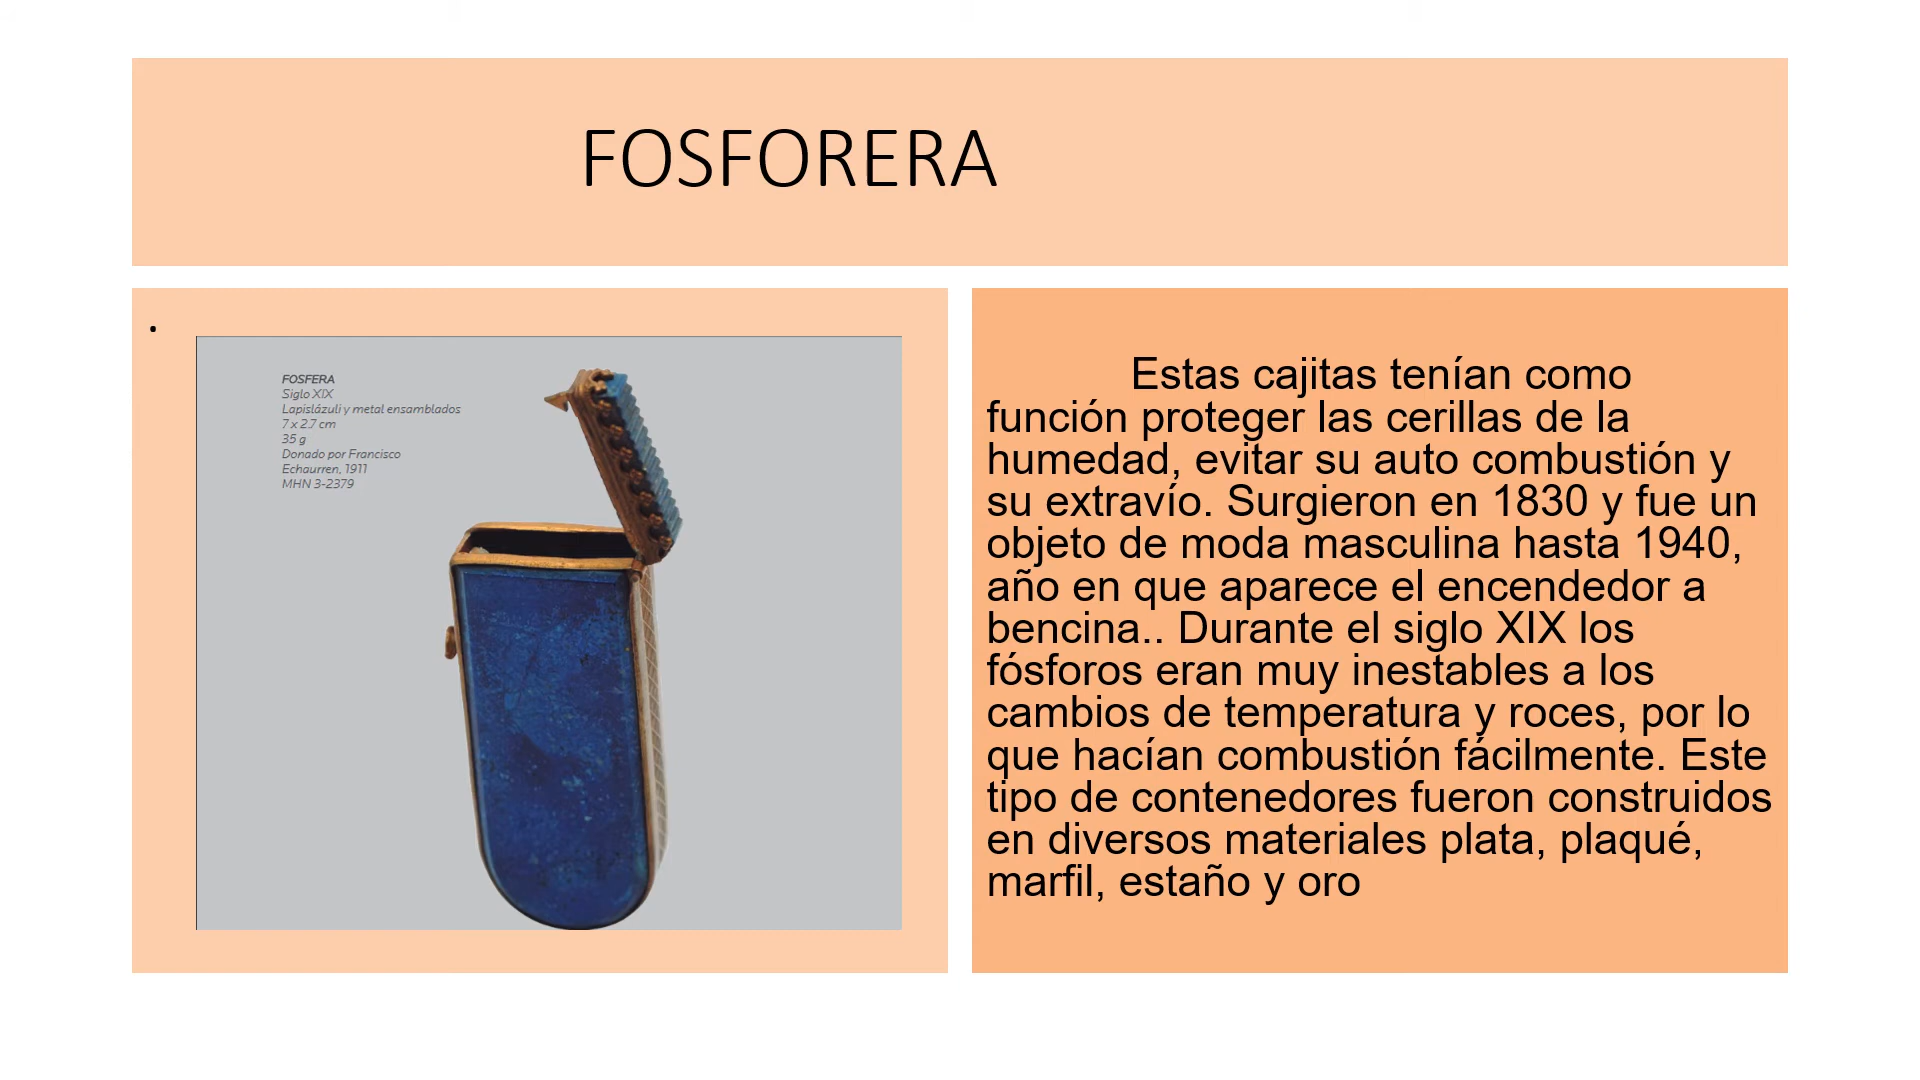 FOSFORERA
.
FOSFERA
Siglo XIX
Lapislázuli y metal ensamblados
7 x 2.7 cm
35 g
Donado por Francisco
Echaurren, 1911
MHN 3-2379
Estas cajitas tenían como
función proteger las cerillas de la
humedad, evitar su auto combustión y
su extravío. Surgieron en 1830 y fue un
objeto de moda masculina hasta 1940,
año en que aparece el encendedor a
bencina.. Durante el siglo XIX los
fósforos eran muy inestables a los
cambios de temperatura y roces, por lo
que hacían combustión fácilmente. Este
tipo de contenedores fueron construidos
en diversos materiales plata, plaqué,
marfil, estaño y oro